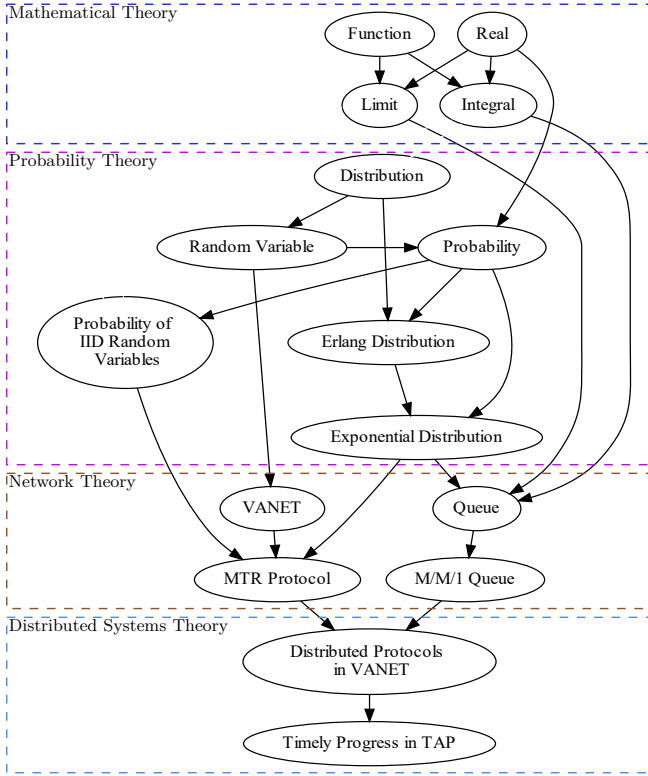 Mathematical Theory
Function
Real
Limit
Integral
Probability Theory
Distribution
Random Variable
Probability
Probability of
IID Random
Variables
Erlang Distribution
Exponential Distribution
Network Theory
VANET
Queue
MTR Protocol
M/M/1 Queue
Distributed Systems Theory
Distributed Protocols
in VANET
Timely Progress in TAP